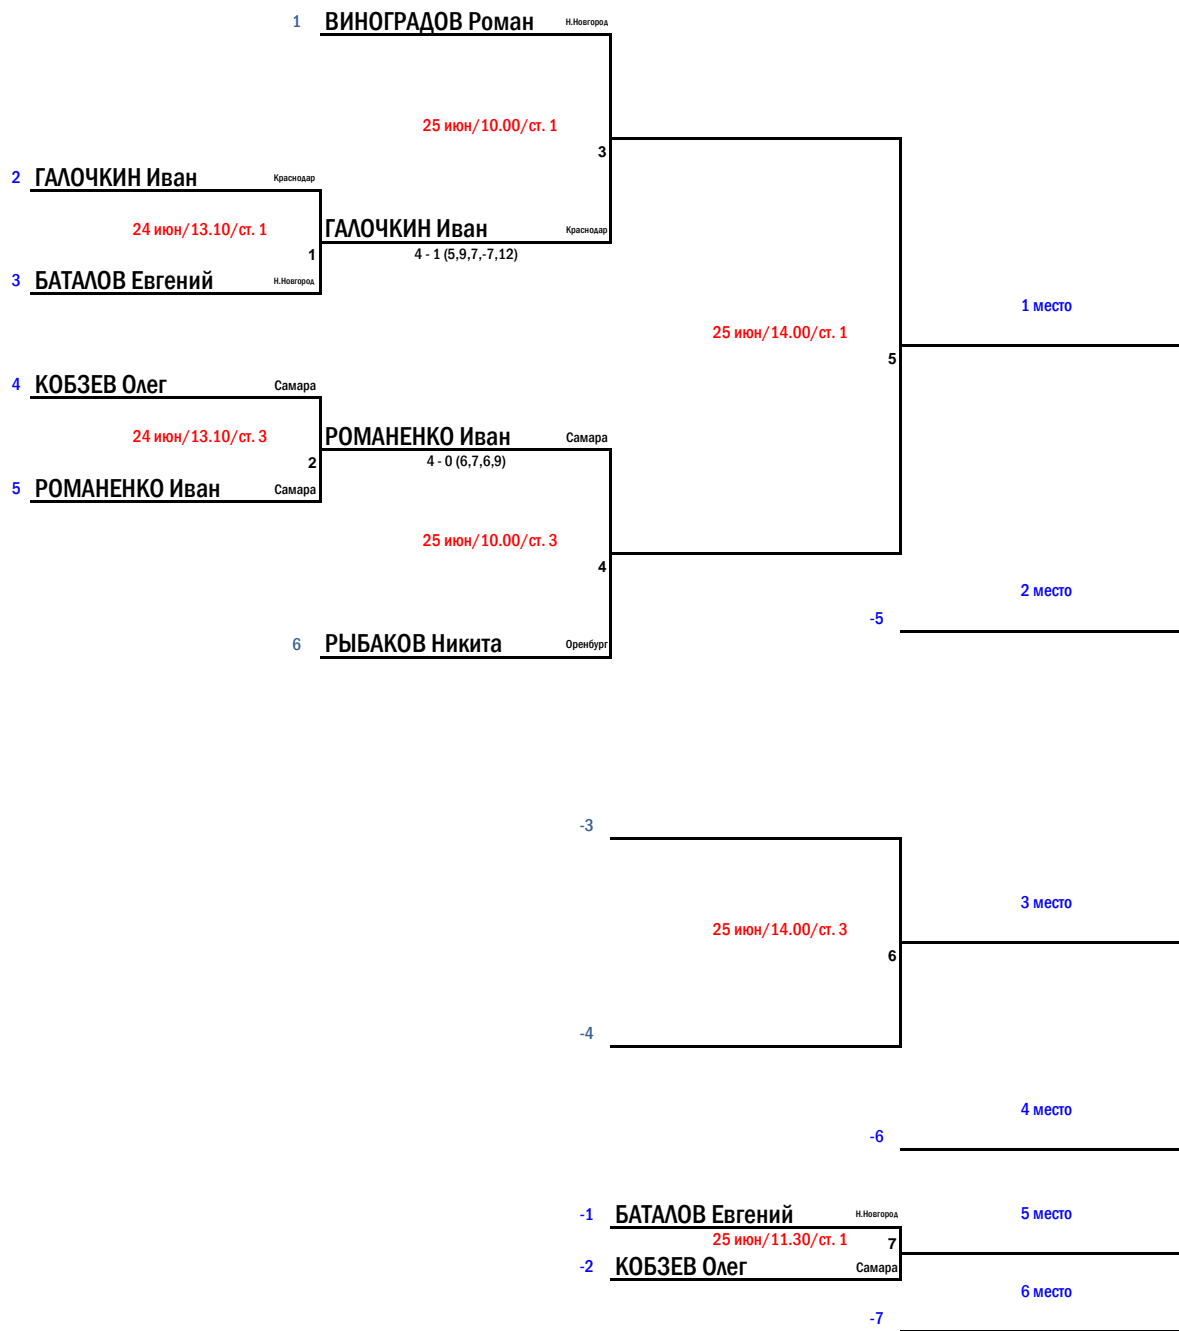 1 ВИНОГРАДОВ Роман Н.Новгород
25 июн/10.00/ст. 1
3
2 ГАЛОЧКИН Иван Краснодар
24 июн/13.10/ст. 1
ГАЛОЧКИН Иван Краснодар
1
4 - 1 (5,9,7,-7,12)
3 БАТАЛОВ Евгений Н.Новгород
1 место
25 июн/14.00/ст. 1
5
4 КОБЗЕВ Олег Самара
24 июн/13.10/ст. 3
РОМАНЕНКО Иван Самара
2
4 - 0 (6,7,6,9)
5 РОМАНЕНКО Иван Самара
25 июн/10.00/ст. 3
4
2 место
-5
6 РЫБАКОВ Никита Оренбург
-3
3 место
25 июн/14.00/ст. 3
6
-4
4 место
-6
-1 БАТАЛОВ Евгений Н.Новгород
5 место
25 июн/11.30/ст. 1
7
-2 КОБЗЕВ Олег Самара
6 место
-7